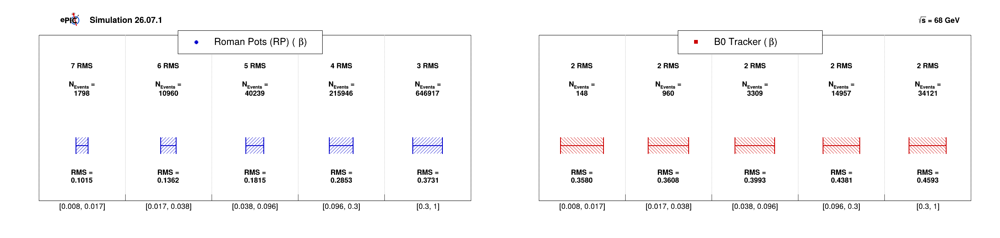 ePIC Simulation 26.07.1
√s = 68 GeV
Roman Pots (RP) ( β)
7 RMS 6 RMS 5 RMS 4 RMS 3 RMS
NEvents = NEvents = NEvents = NEvents = NEvents =
1798 10960 40239 215946 646917
RMS = RMS = RMS = RMS = RMS =
0.1015 0.1362 0.1815 0.2853 0.3731
[0.008, 0.017] [0.017, 0.038] [0.038, 0.096] [0.096, 0.3] [0.3, 1]
B0 Tracker ( β)
2 RMS 2 RMS 2 RMS 2 RMS 2 RMS
NEvents = NEvents = NEvents = NEvents = NEvents =
148 960 3309 14957 34121
RMS = RMS = RMS = RMS = RMS =
0.3580 0.3608 0.3993 0.4381 0.4593
[0.008, 0.017] [0.017, 0.038] [0.038, 0.096] [0.096, 0.3] [0.3, 1]